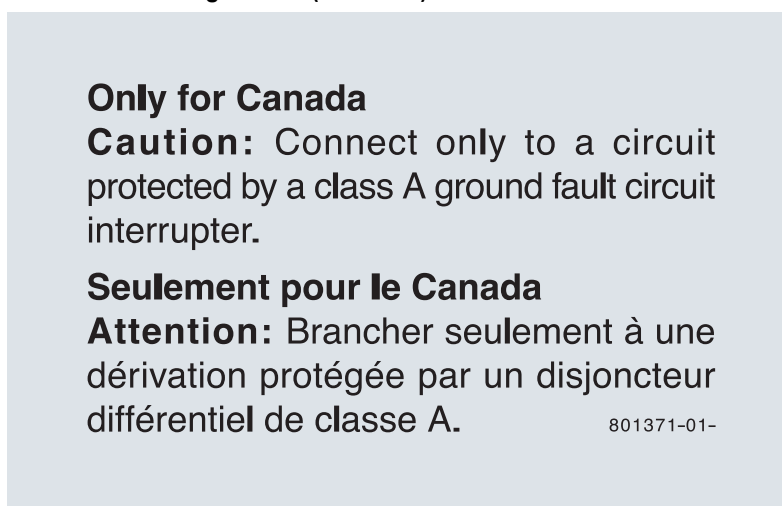 Only for Canada
Caution: Connect only to a circuit
protected by a class A ground fault circuit
interrupter.
Seulement pour le Canada
Attention: Brancher seulement à une
dérivation protégée par un disjoncteur
différentiel de classe A.
801371-01-